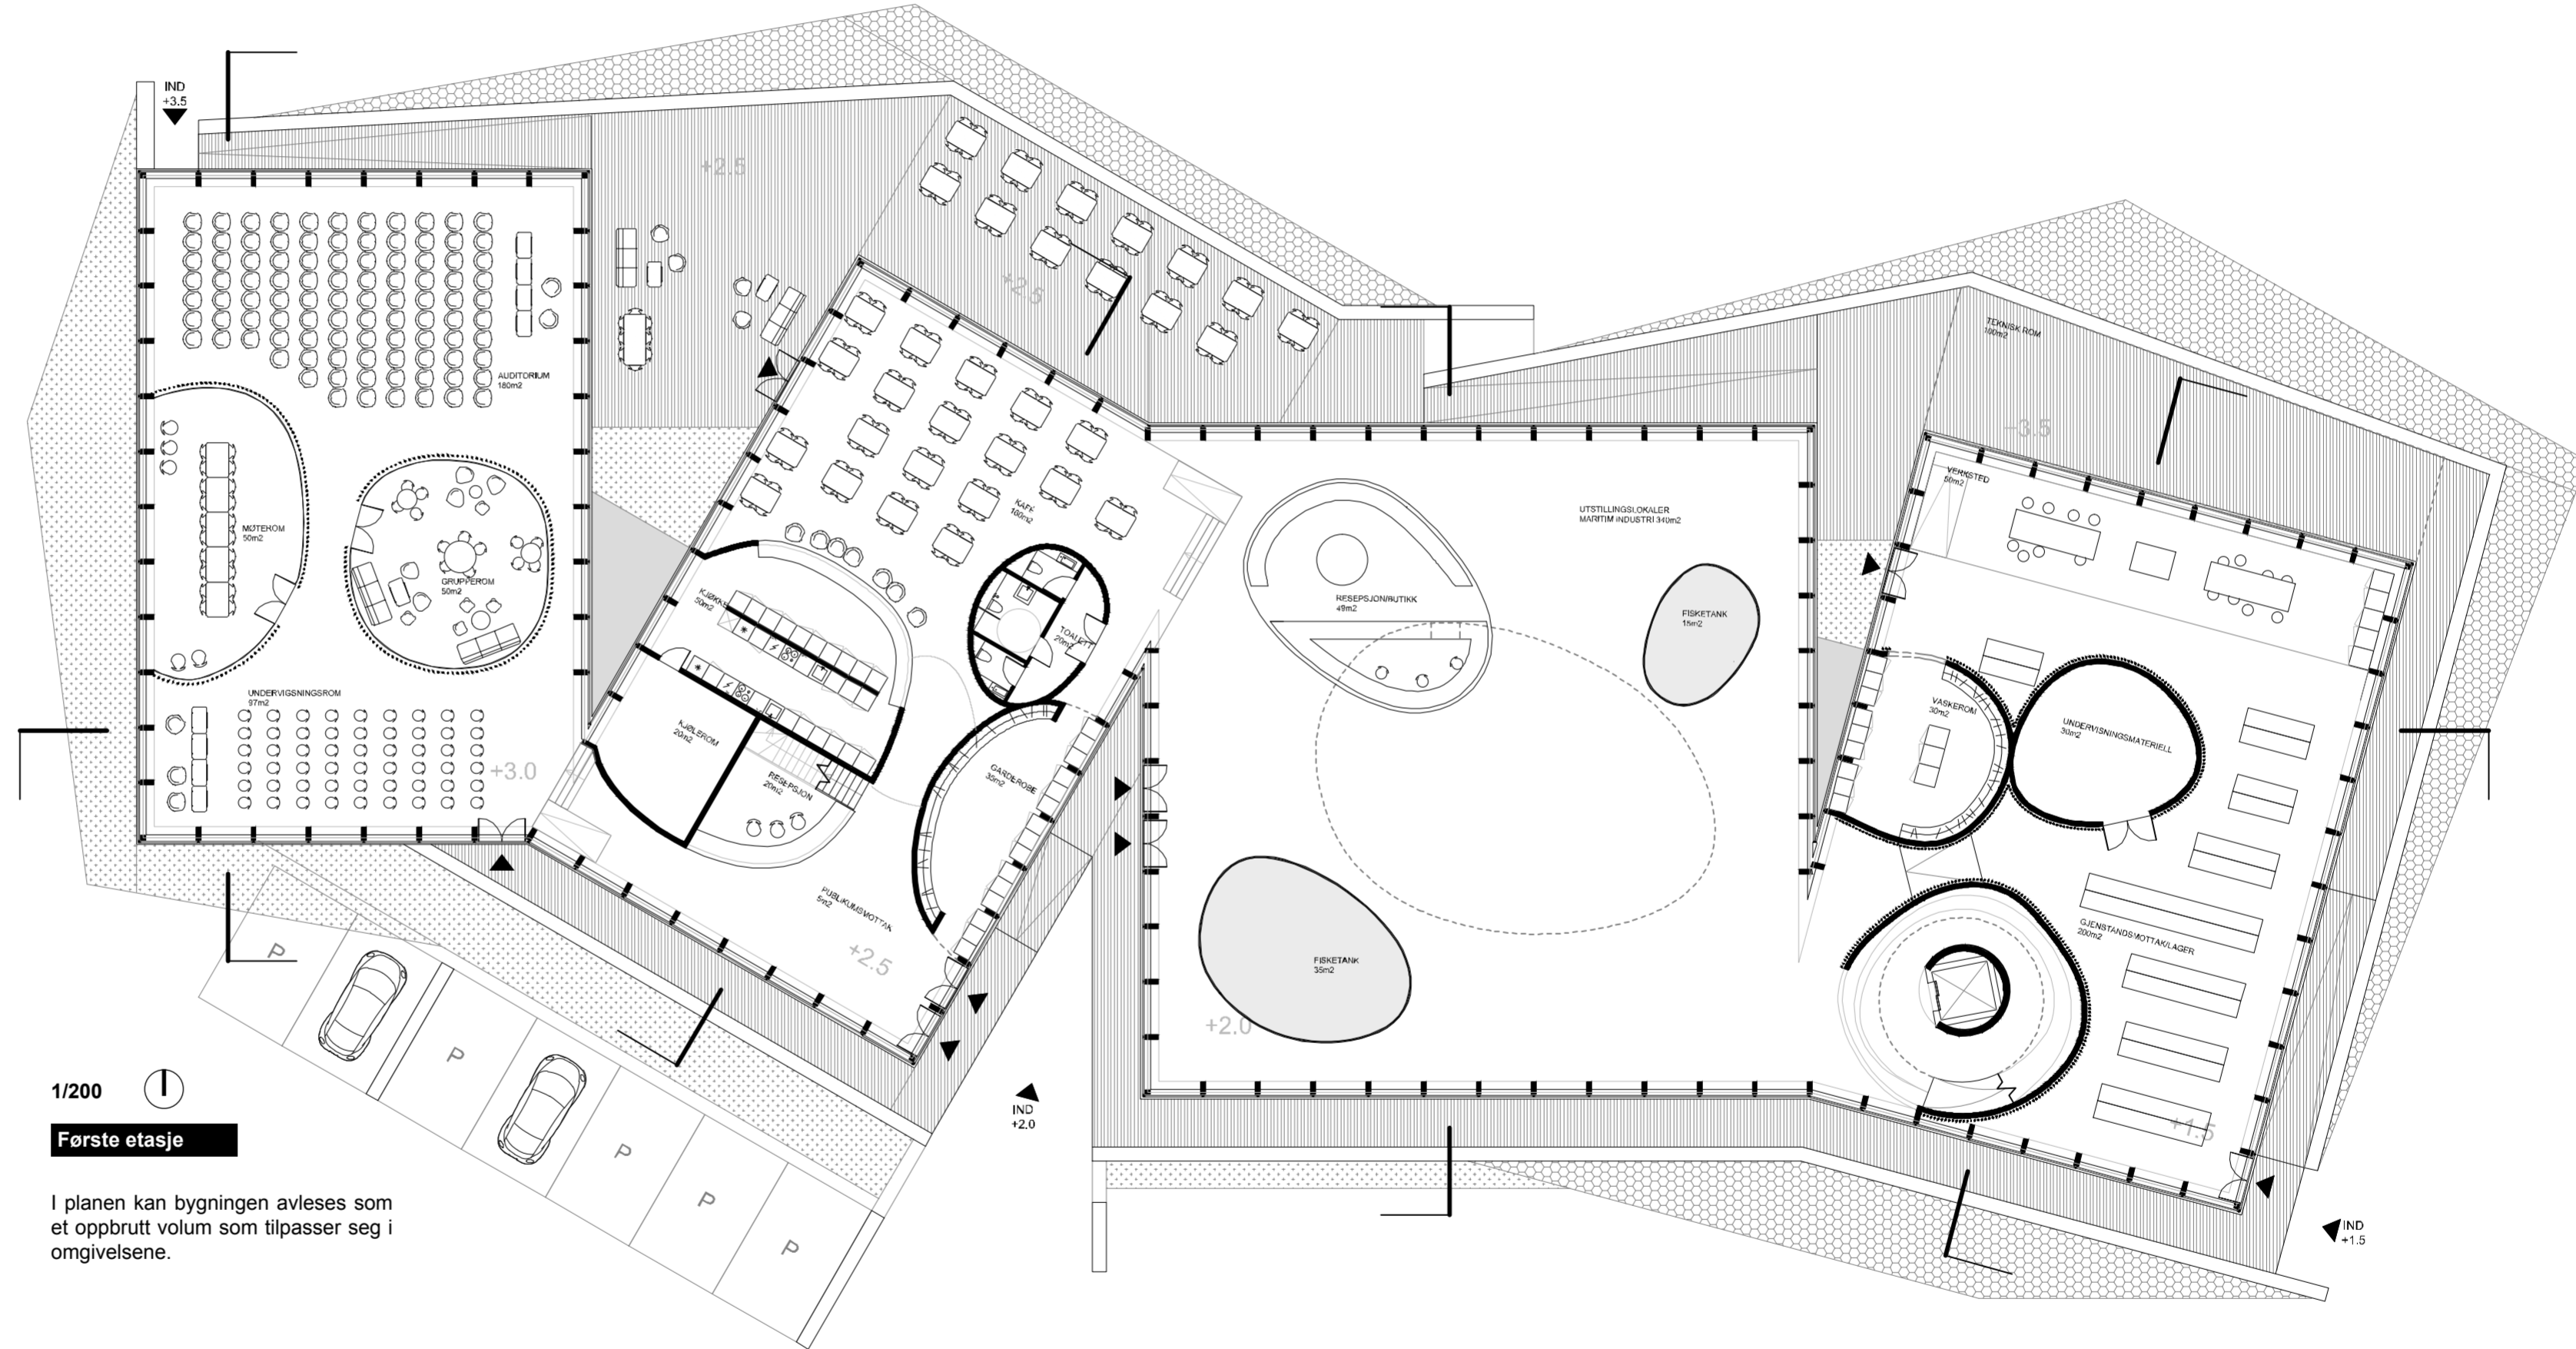 IND
+3.5
+2.5
+2.5
AUDITORIUM
180m2
MØTEROM
50m2
GRUPPEROM
50m2
UNDERVIGSNINGSROM
97m2
+3.0
KAFE
160m2
50m2
TOALETT
20m2
KJØLEROM
20m2
RESEPSJON
20m2
GARDEROBE
35m2
PUBLIKUMSMOTTAK
5m2
+2.5
UTSTILLINGSLOKALER
MARITIM INDUSTRI 340m2
RESEPSJON/BUTIKK
49m2
FISKETANK
15m2
FISKETANK
35m2
+2.0
TEKNISK ROM
100m2
+3.5
VERKSTED
50m2
VASKEROM
30m2
UNDERVISNINGSMATERIELL
30m2
GJENSTANDSMOTTAK/LAGER
200m2
+1.5
IND
+2.0
IND
+1.5
P
P
P
P
P
1/200
Første etasje
I planen kan bygningen avleses som
et oppbrutt volum som tilpasser seg i
omgivelsene.